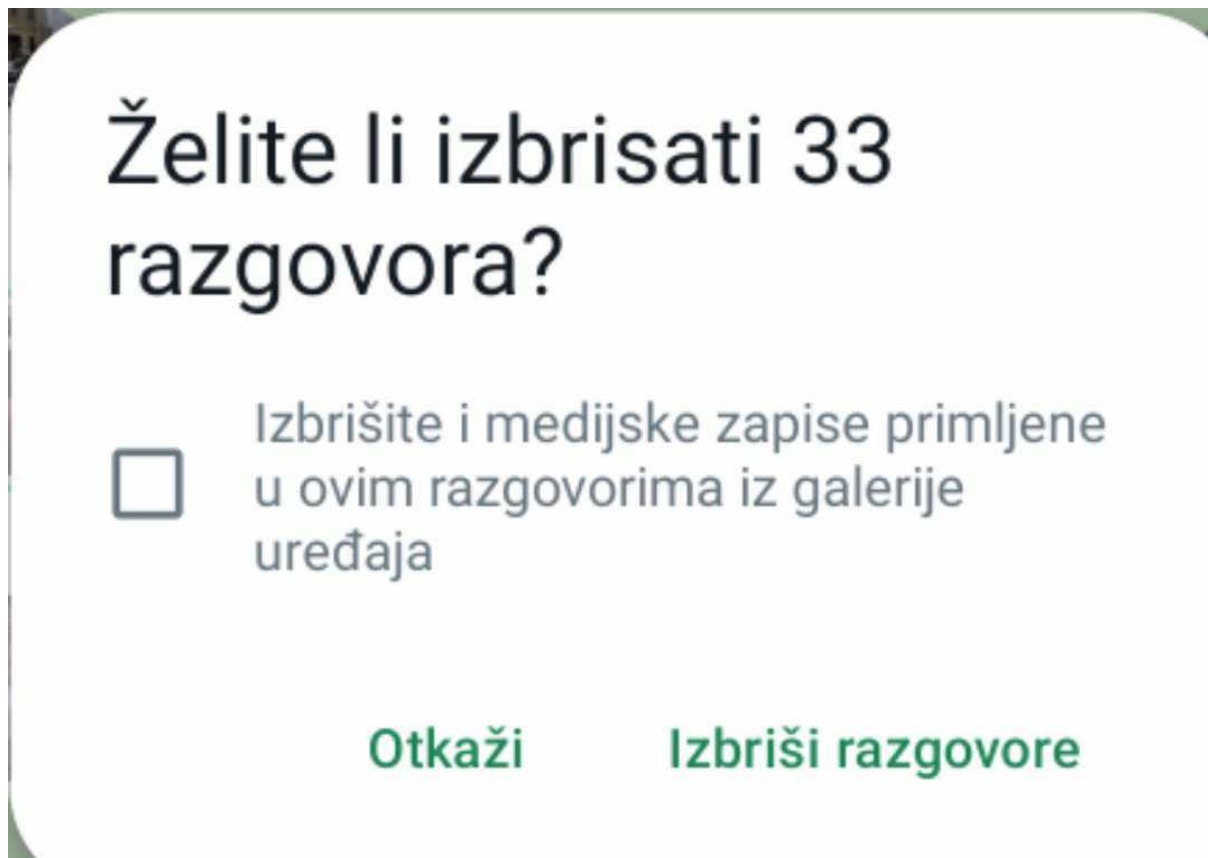 Želite li izbrisati 33
razgovora?
Izbrišite i medijske zapise primljene
u ovim razgovorima iz galerije
uređaja
Otkaži Izbriši razgovore